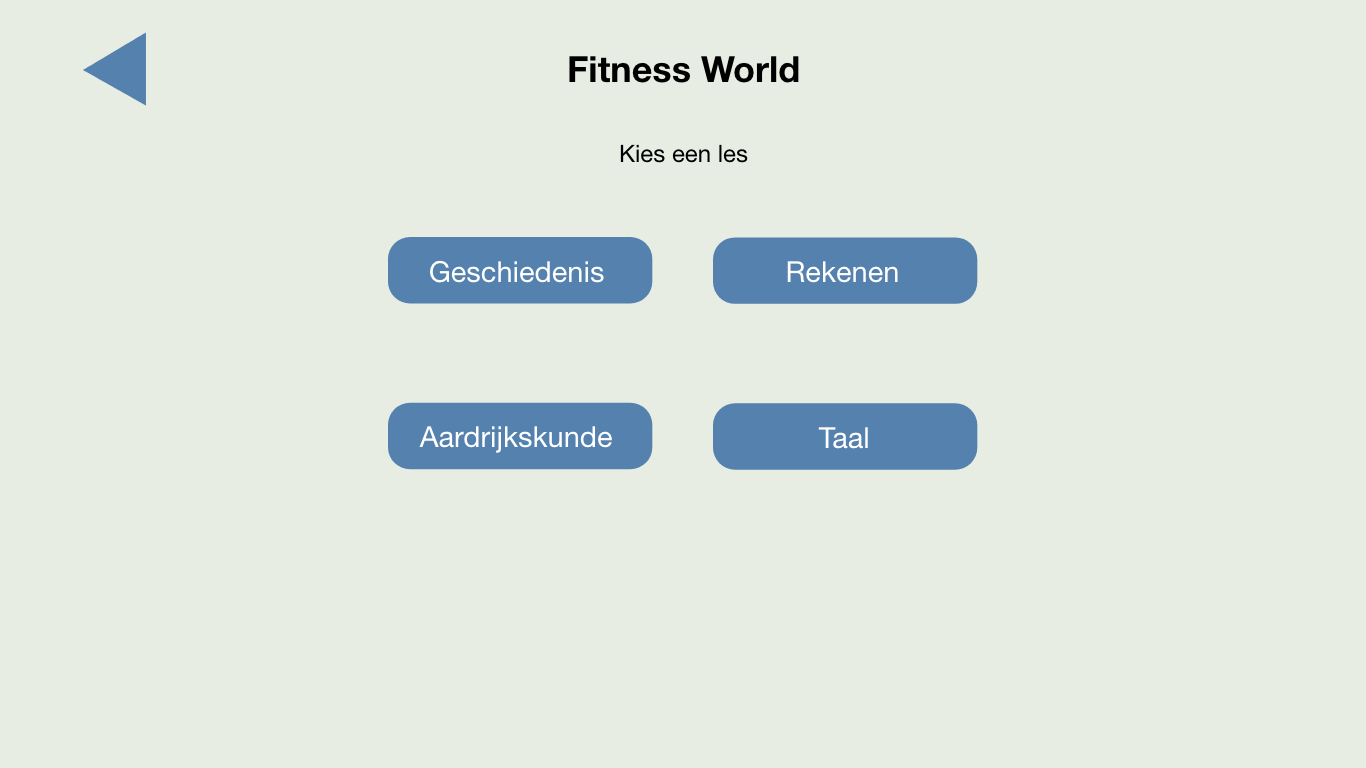 Fitness World
Kies een les
Geschiedenis
Rekenen
Aardrijkskunde
Taal